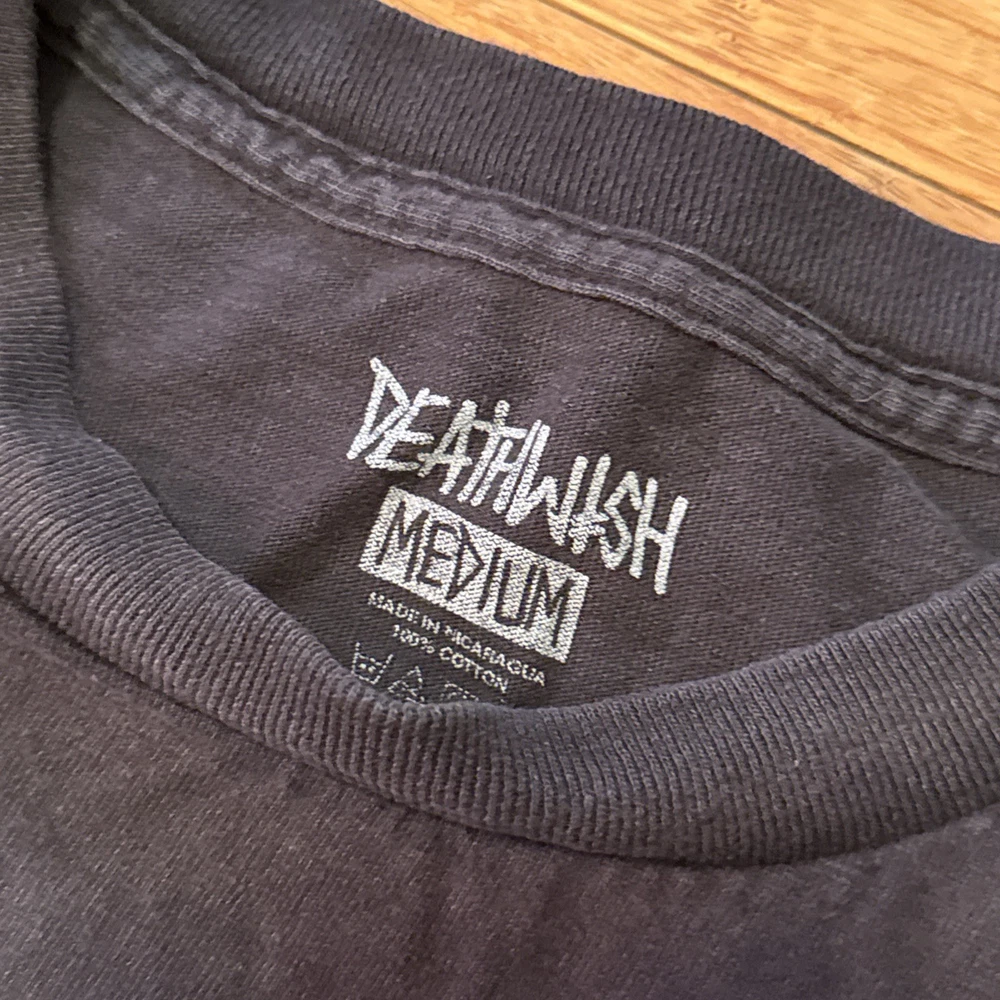 DEATHWISH
MEDIUM
MADE IN NICARAGUA
100% COTTON